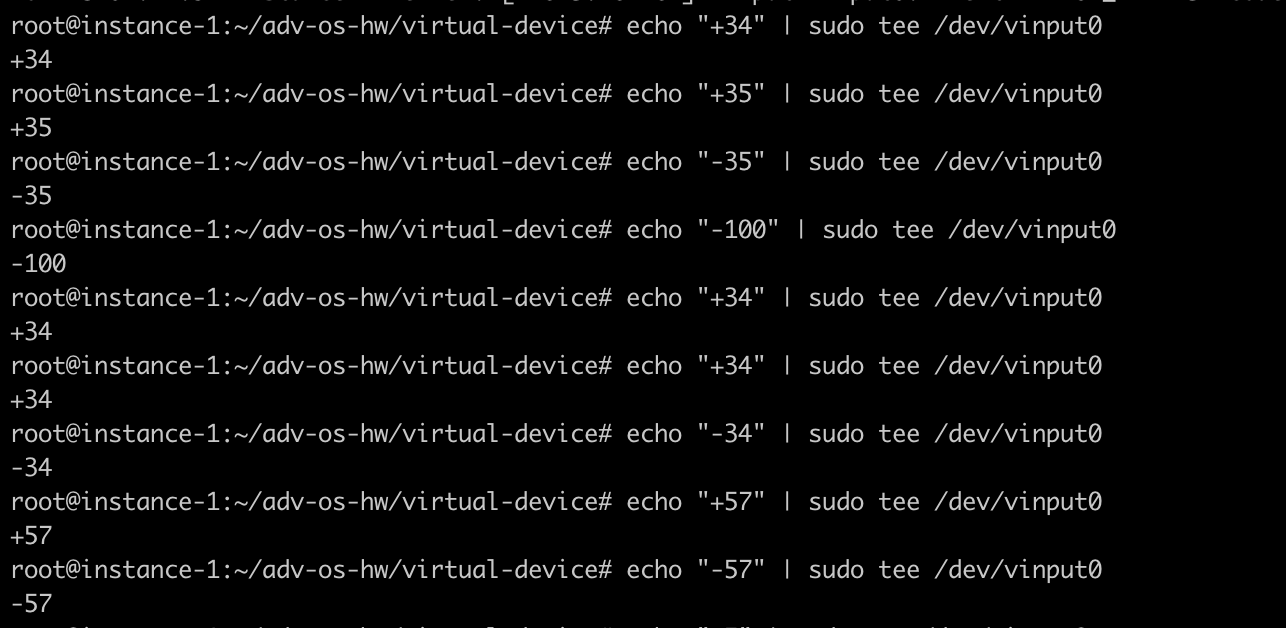 root@instance-1:~/adv-os-hw/virtual-device# echo "+34" | sudo tee /dev/vinput0
+34
root@instance-1:~/adv-os-hw/virtual-device# echo "+35" | sudo tee /dev/vinput0
+35
root@instance-1:~/adv-os-hw/virtual-device# echo "-35" | sudo tee /dev/vinput0
-35
root@instance-1:~/adv-os-hw/virtual-device# echo "-100" | sudo tee /dev/vinput0
-100
root@instance-1:~/adv-os-hw/virtual-device# echo "+34" | sudo tee /dev/vinput0
+34
root@instance-1:~/adv-os-hw/virtual-device# echo "+34" | sudo tee /dev/vinput0
+34
root@instance-1:~/adv-os-hw/virtual-device# echo "-34" | sudo tee /dev/vinput0
-34
root@instance-1:~/adv-os-hw/virtual-device# echo "+57" | sudo tee /dev/vinput0
+57
root@instance-1:~/adv-os-hw/virtual-device# echo "-57" | sudo tee /dev/vinput0
-57